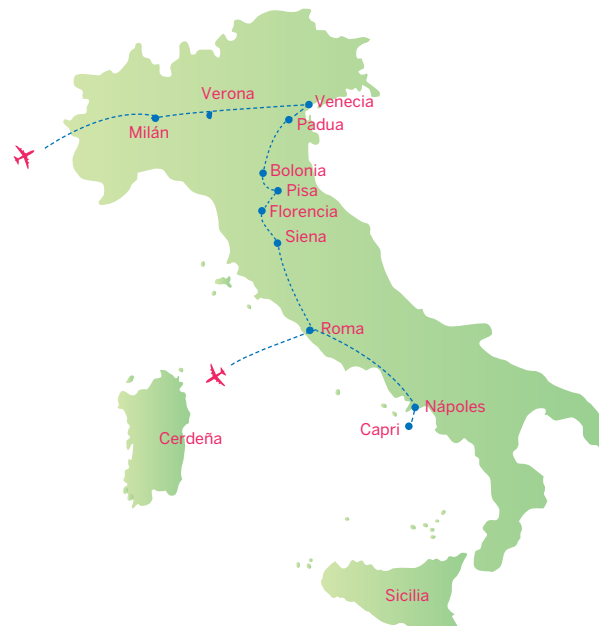 Verona
Venecia
Milán
Padua
Bolonia
Pisa
Florencia
Siena
Roma
Nápoles
Capri
Cerdeña
Sicilia